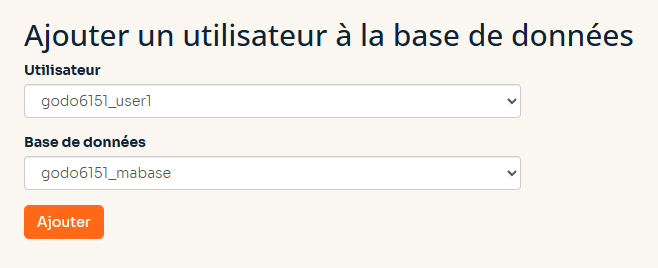 Ajouter un utilisateur à la base de données
Utilisateur
godo6151_user1
Base de données
godo6151_mabase
Ajouter